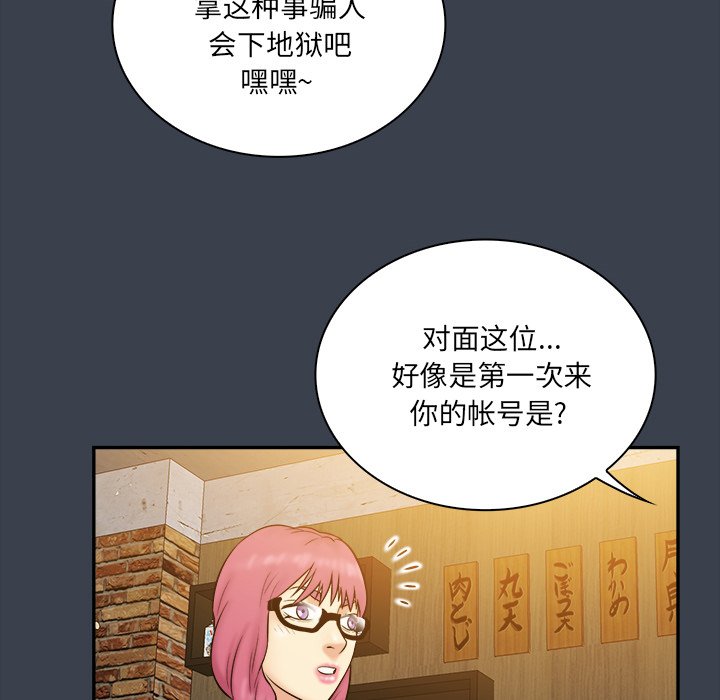 拿这种事骗人
会下地狱吧
嘿嘿~
对面这位...
好像是第一次来
你的帐号是?
肉とじ
丸天
ごぼう天
わかめ